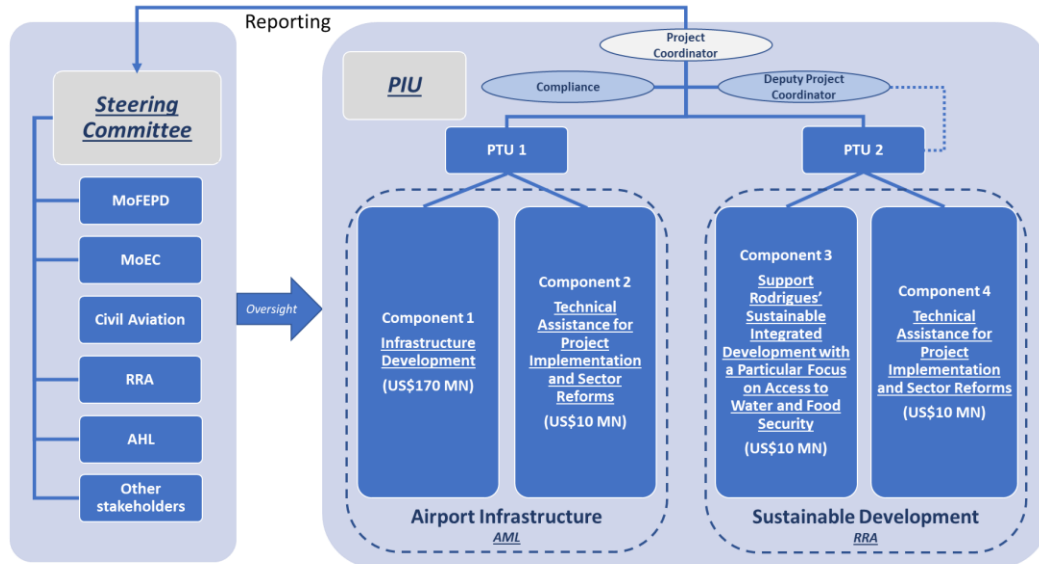 Reporting
Steering
Committee
MoFEPD
MoEC
Civil Aviation
RRA
AHL
Other
stakeholders
Oversight
PIU
Project
Coordinator
Compliance
Deputy Project
Coordinator
PTU 1
PTU 2
Component 1
Infrastructure
Development
(US$170 MN)
Component 2
Technical
Assistance for
Project
Implementation
and Sector
Reforms
(US$10 MN)
Airport Infrastructure
AML
Component 3
Support
Rodrigues’
Sustainable
Integrated
Development with
a Particular Focus
on Access to
Water and Food
Security
(US$10 MN)
Component 4
Technical
Assistance for
Project
Implementation
and Sector Reforms
(US$10 MN)
Sustainable Development
RRA